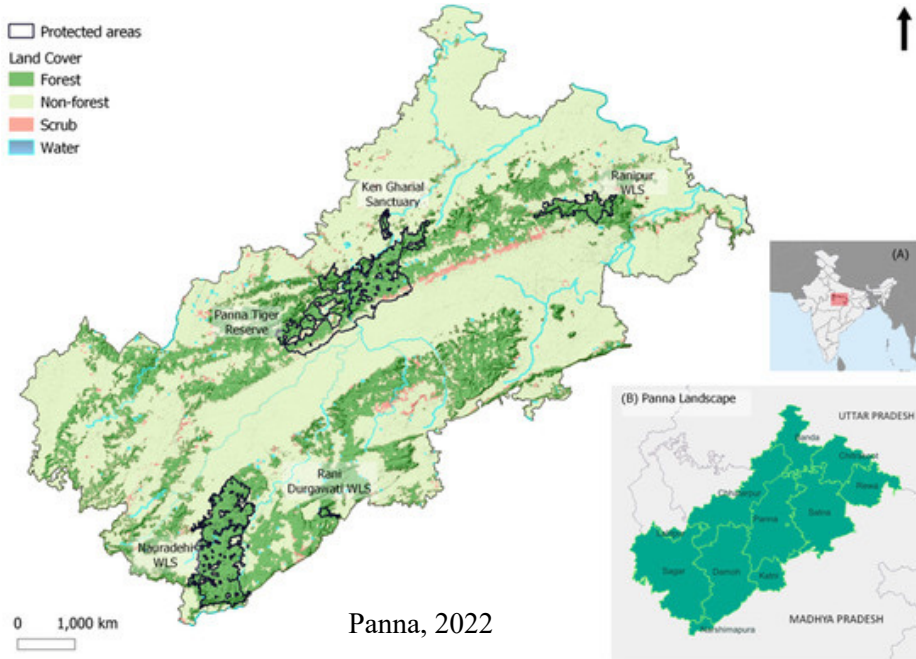 Protected areas
Land Cover
Forest
Non-forest
Scrub
Water
Ken Gharial
Sanctuary
Ranipur
WLS
Panna Tiger
Reserve
Rani
Durgawati WLS
Nauradehi
WLS
0 1,000 km
Panna, 2022
(A)
(B) Panna Landscape
UTTAR PRADESH
Banda
Chhatarpur
Rewa
Panna
Satna
Sagar
Damoh
Katni
MADHYA PRADESH